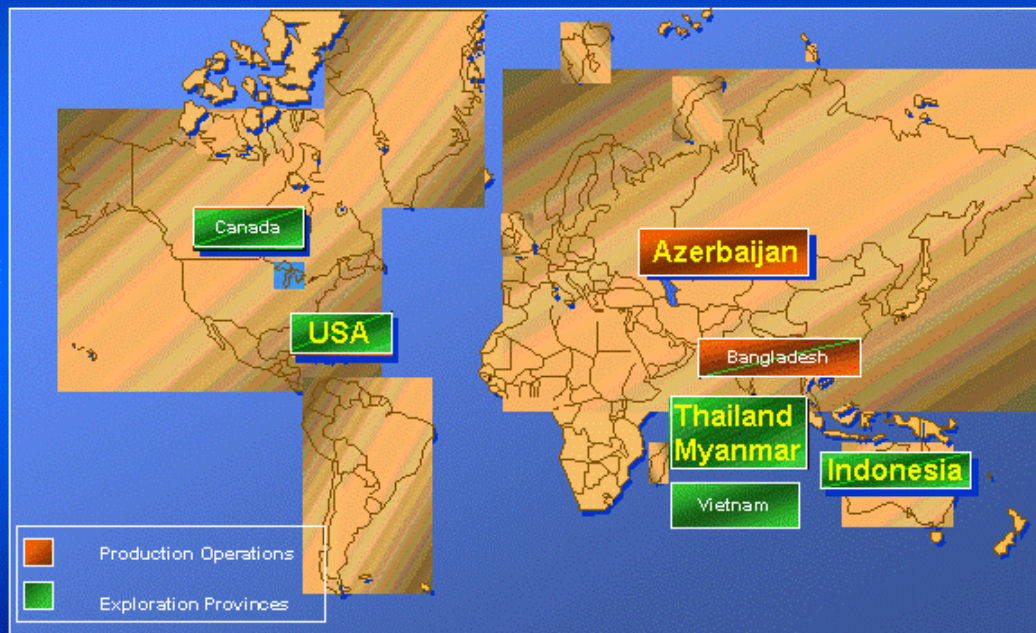 Canada
Azerbaijan
USA
Bangladesh
Thailand
Myanmar
Indonesia
Vietnam
Production Operations
Exploration Provinces